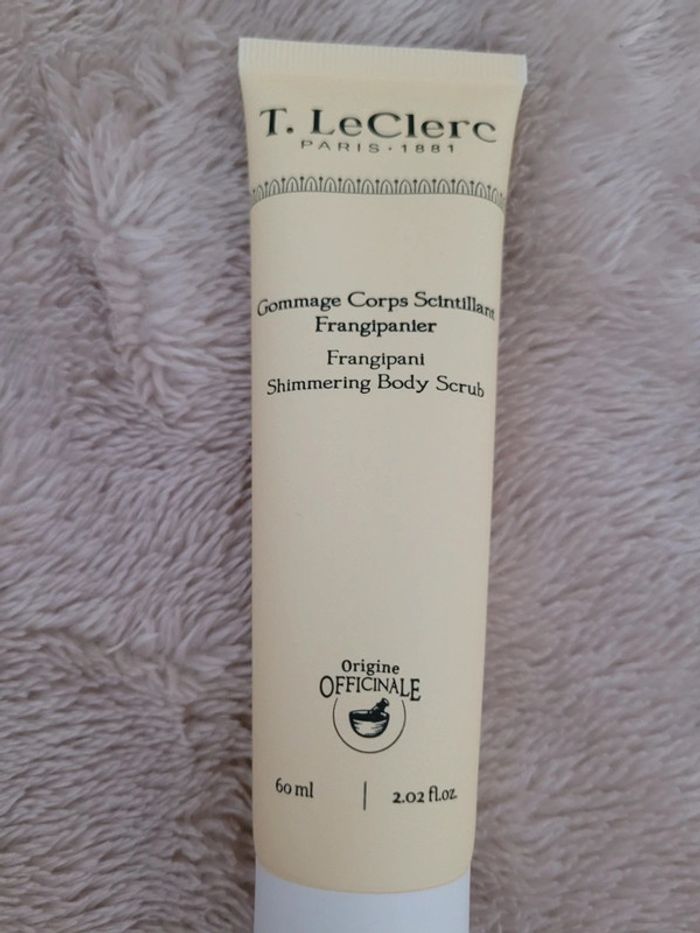 T. LeClerc
PARIS · 1881
Gommage Corps Scintillant
Frangipanier
Frangipani
Shimmering Body Scrub
Origine
OFFICINALE
60 ml | 2.02 fl.oz.